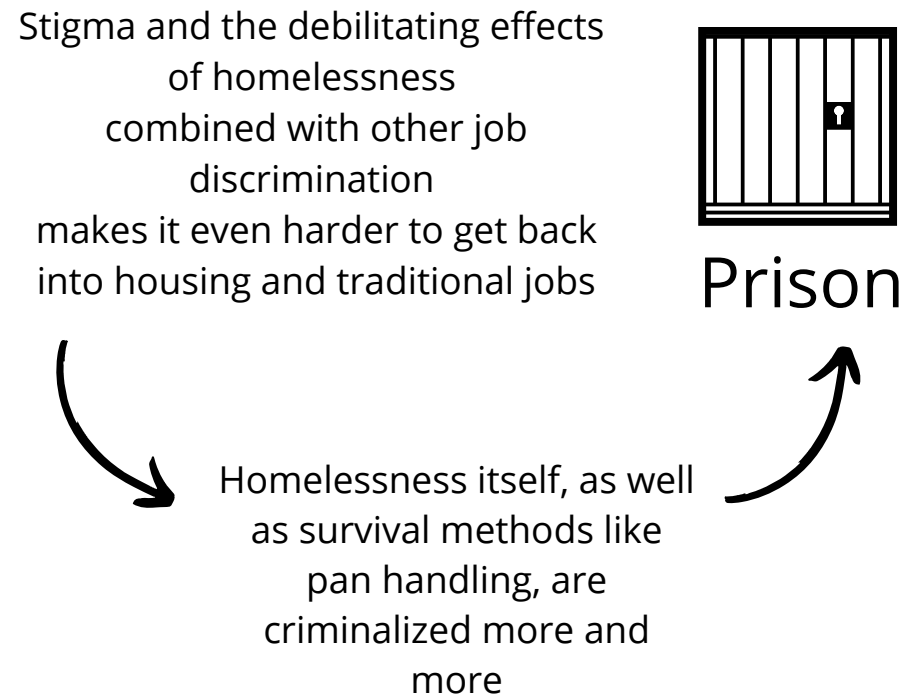 Stigma and the debilitating effects
of homelessness
combined with other job
discrimination
makes it even harder to get back
into housing and traditional jobs
Prison
Homelessness itself, as well
as survival methods like
pan handling, are
criminalized more and
more